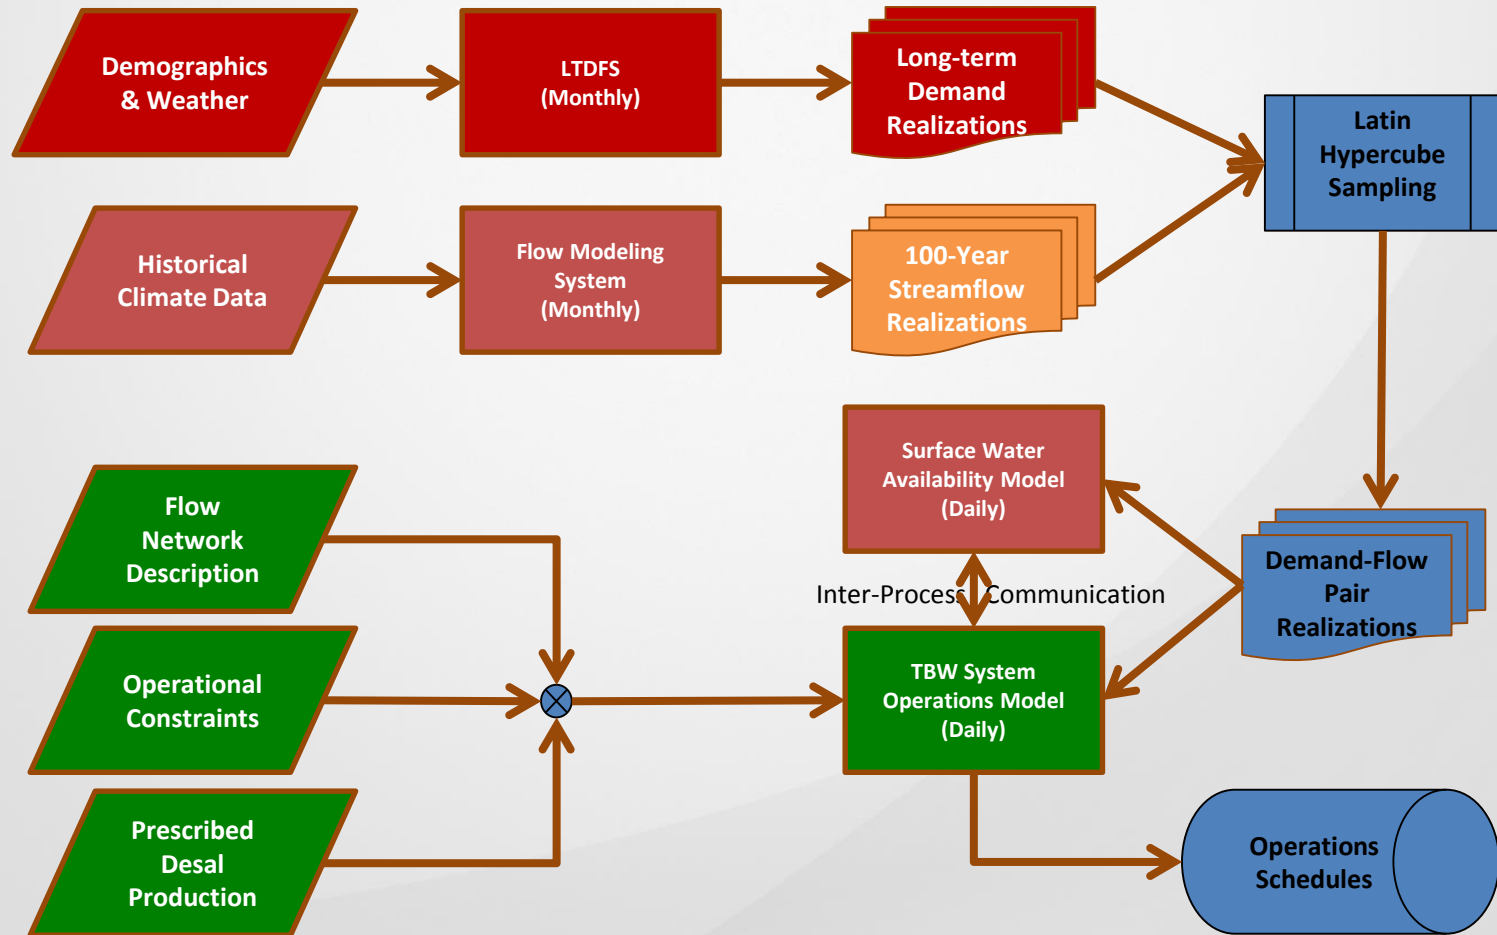 Demographics
& Weather
LTDFS
(Monthly)
Long-term
Demand
Realizations
Latin
Hypercube
Sampling
Historical
Climate Data
Flow Modeling
System
(Monthly)
100-Year
Streamflow
Realizations
Surface Water
Availability Model
(Daily)
Flow
Network
Description
Inter-Process Communication
Demand-Flow
Pair
Realizations
Operational
Constraints
TBW System
Operations Model
(Daily)
Prescribed
Desal
Production
Operations
Schedules